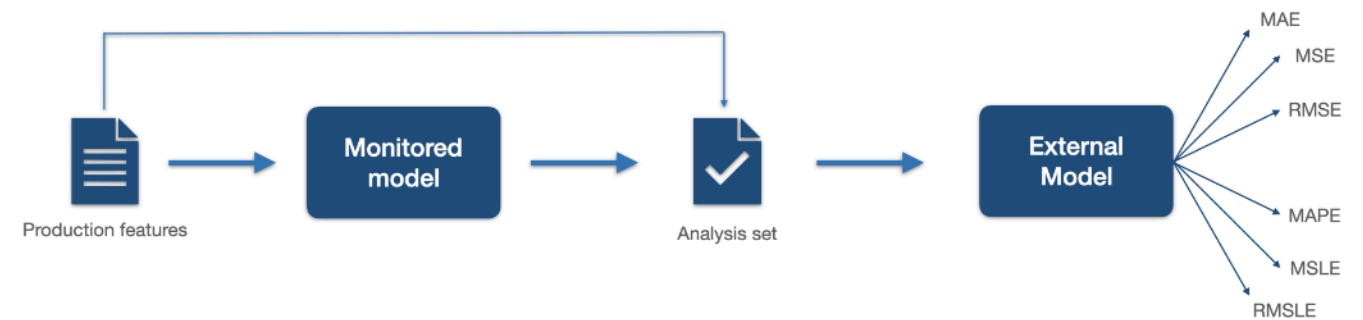 Production features
Monitored
model
Analysis set
External
Model
MAE
MSE
RMSE
MAPE
MSLE
RMSLE